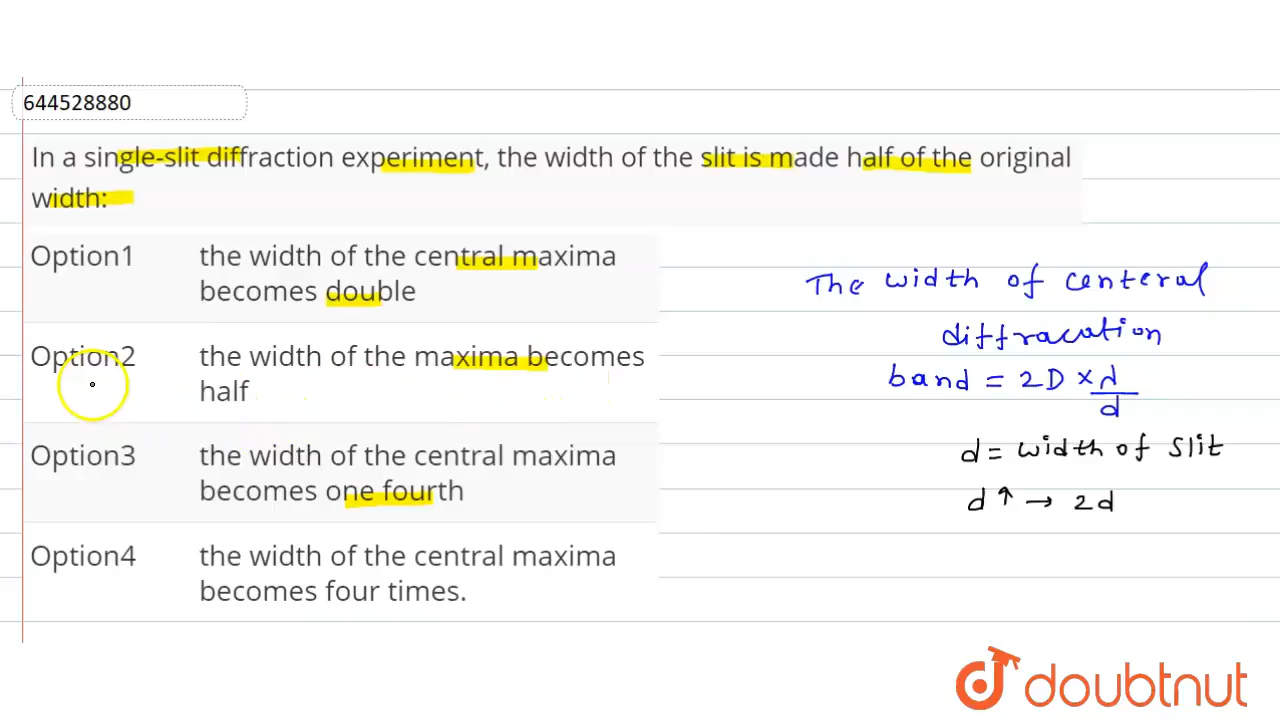 644528880
In a single-slit diffraction experiment, the width of the slit is made half of the original
width:
Option1 the width of the central maxima
becomes double
Option2 the width of the maxima becomes
half
Option3 the width of the central maxima
becomes one fourth
Option4 the width of the central maxima
becomes four times.
The width of centeral
diffracation
band = 2D × λ/d
d = width of slit
d ↑ → 2d
doubtnut